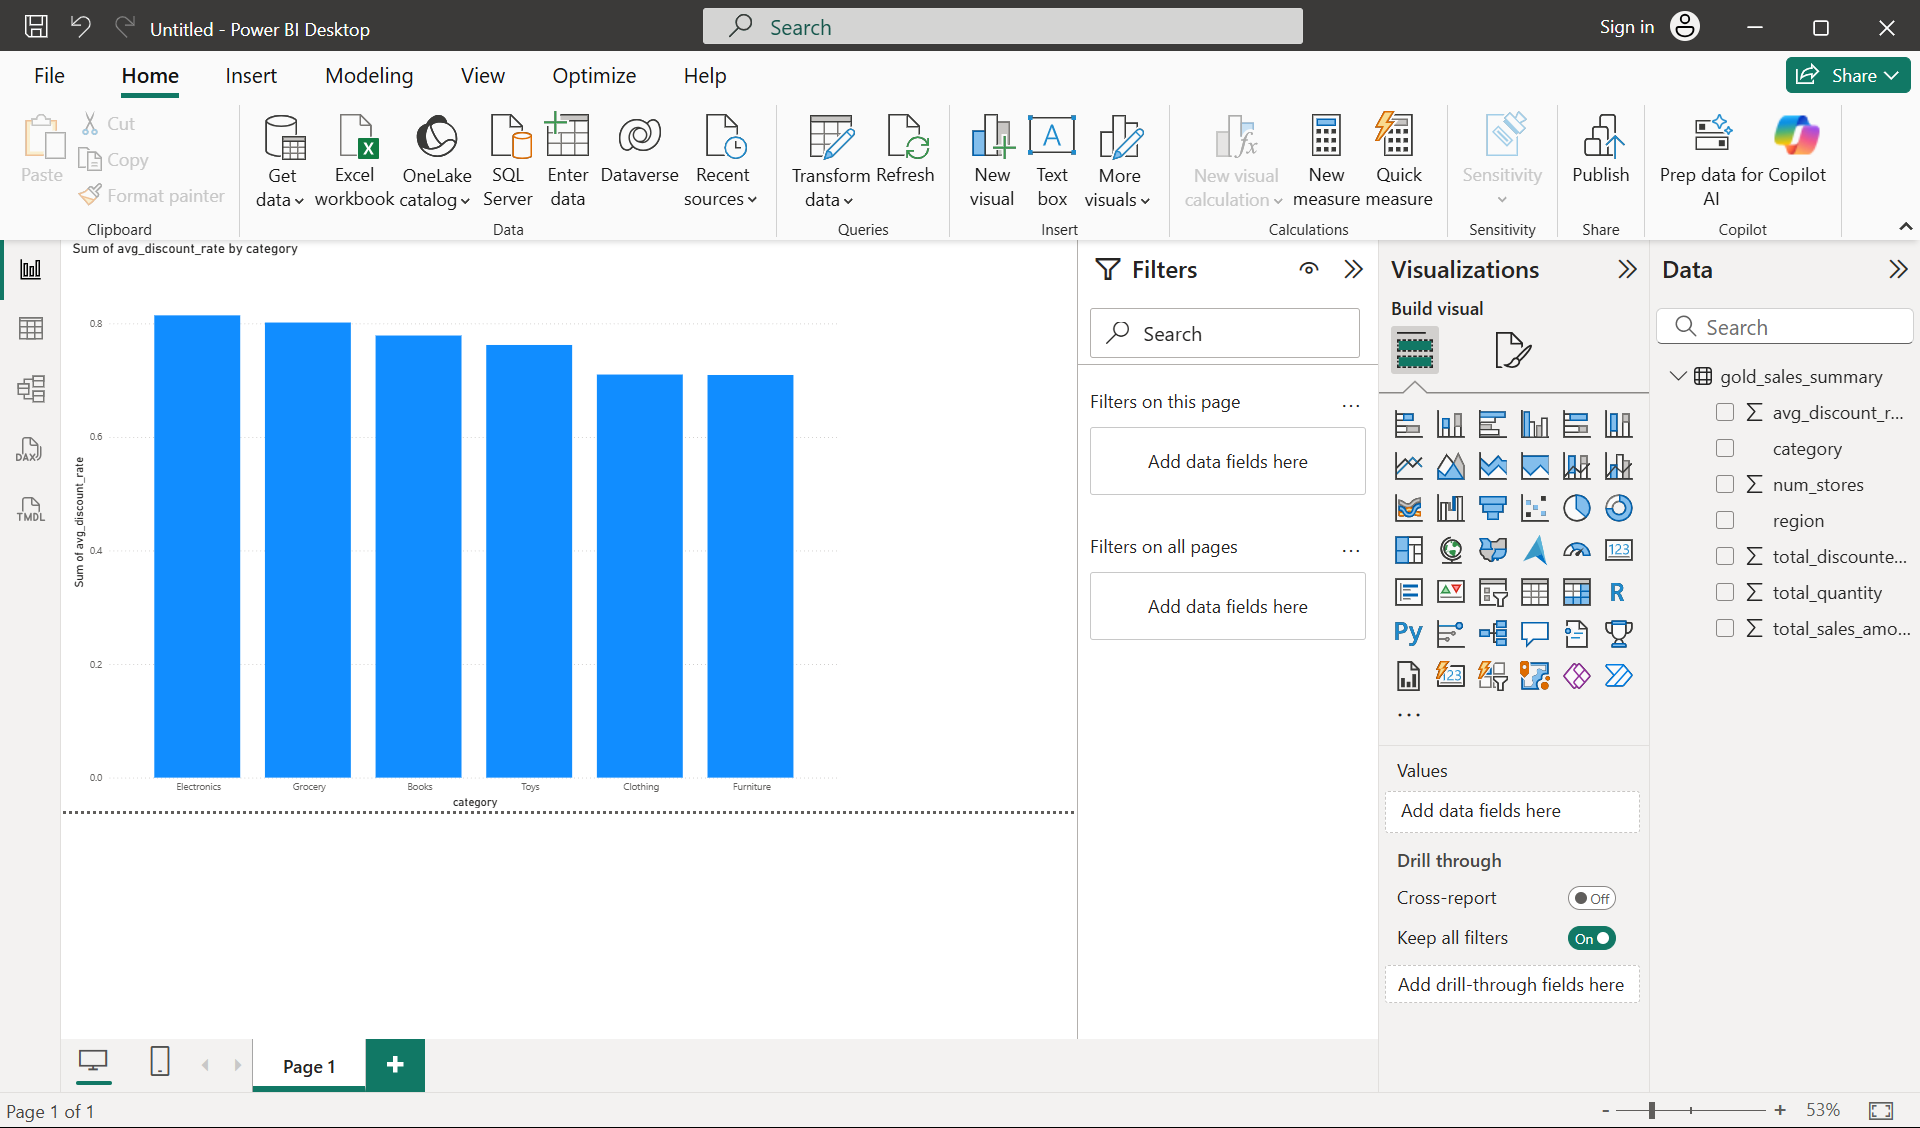 Untitled - Power BI Desktop
Search
Sign in
File
Home
Insert
Modeling
View
Optimize
Help
Share
Paste
Cut
Copy
Format painter
Clipboard
Get data
Excel workbook
OneLake catalog
SQL Server
Enter data
Dataverse
Recent sources
Data
Transform data
Refresh
Queries
New visual
Text box
More visuals
Insert
New visual calculation
New measure
Quick measure
Calculations
Sensitivity
Sensitivity
Publish
Share
Prep data for AI
Copilot
Copilot
DAX
TMDL
Sum of avg_discount_rate by category
Sum of avg_discount_rate
0.8
0.6
0.4
0.2
0.0
Electronics
Grocery
Books
Toys
Clothing
Furniture
category
Filters
Search
Filters on this page
...
Add data fields here
Filters on all pages
...
Add data fields here
Visualizations
Build visual
123
R
Py
123
...
Values
Add data fields here
Drill through
Cross-report
Off
Keep all filters
On
Add drill-through fields here
Data
Search
gold_sales_summary
avg_discount_r...
category
num_stores
region
total_discounte...
total_quantity
total_sales_amo...
Page 1
+
Page 1 of 1
-
+
53%